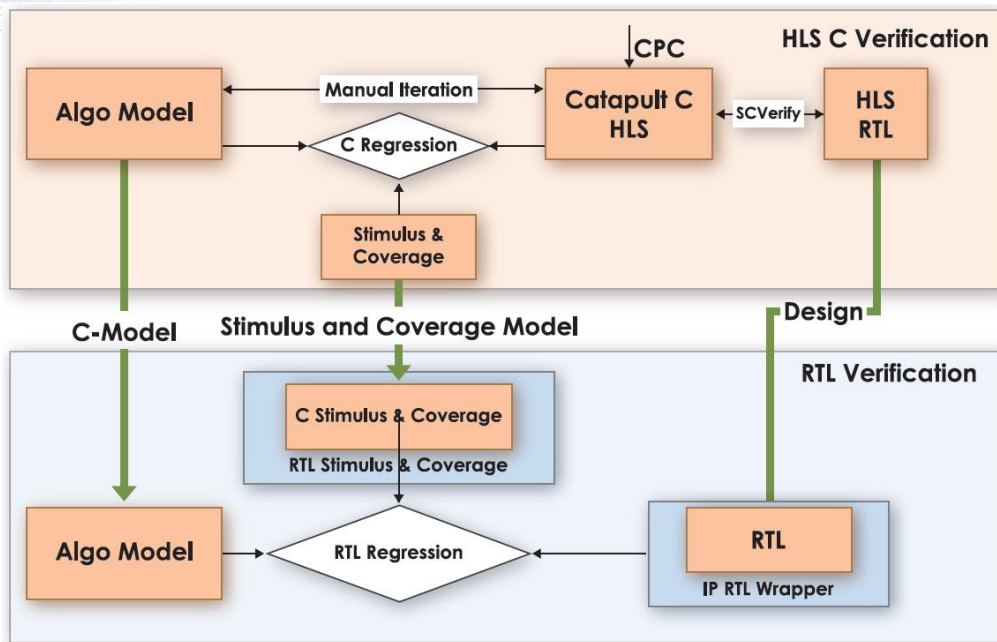 HLS C Verification
CPC
Algo Model
Manual Iteration
Catapult C
HLS
SCVerify
HLS
RTL
C Regression
Stimulus &
Coverage
C-Model
Stimulus and Coverage Model
Design
RTL Verification
C Stimulus & Coverage
RTL Stimulus & Coverage
Algo Model
RTL Regression
RTL
IP RTL Wrapper